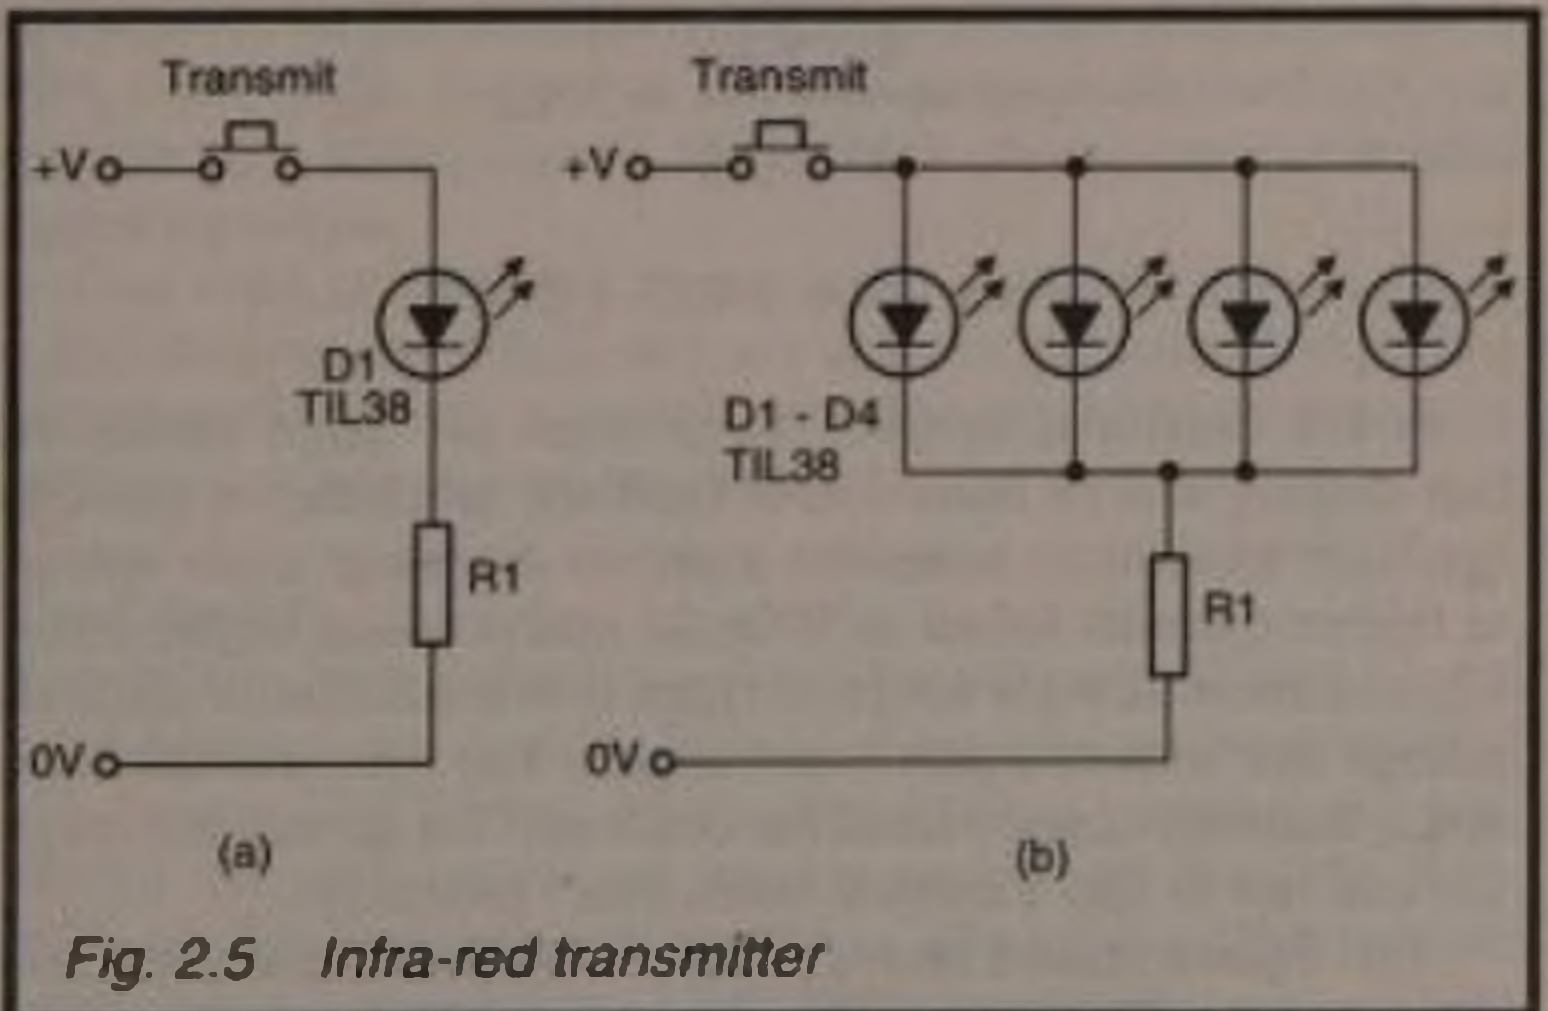 Transmit
+V
D1
TIL38
R1
0V
(a)
Transmit
+V
D1 - D4
TIL38
R1
0V
(b)
Fig. 2.5 Infra-red transmitter